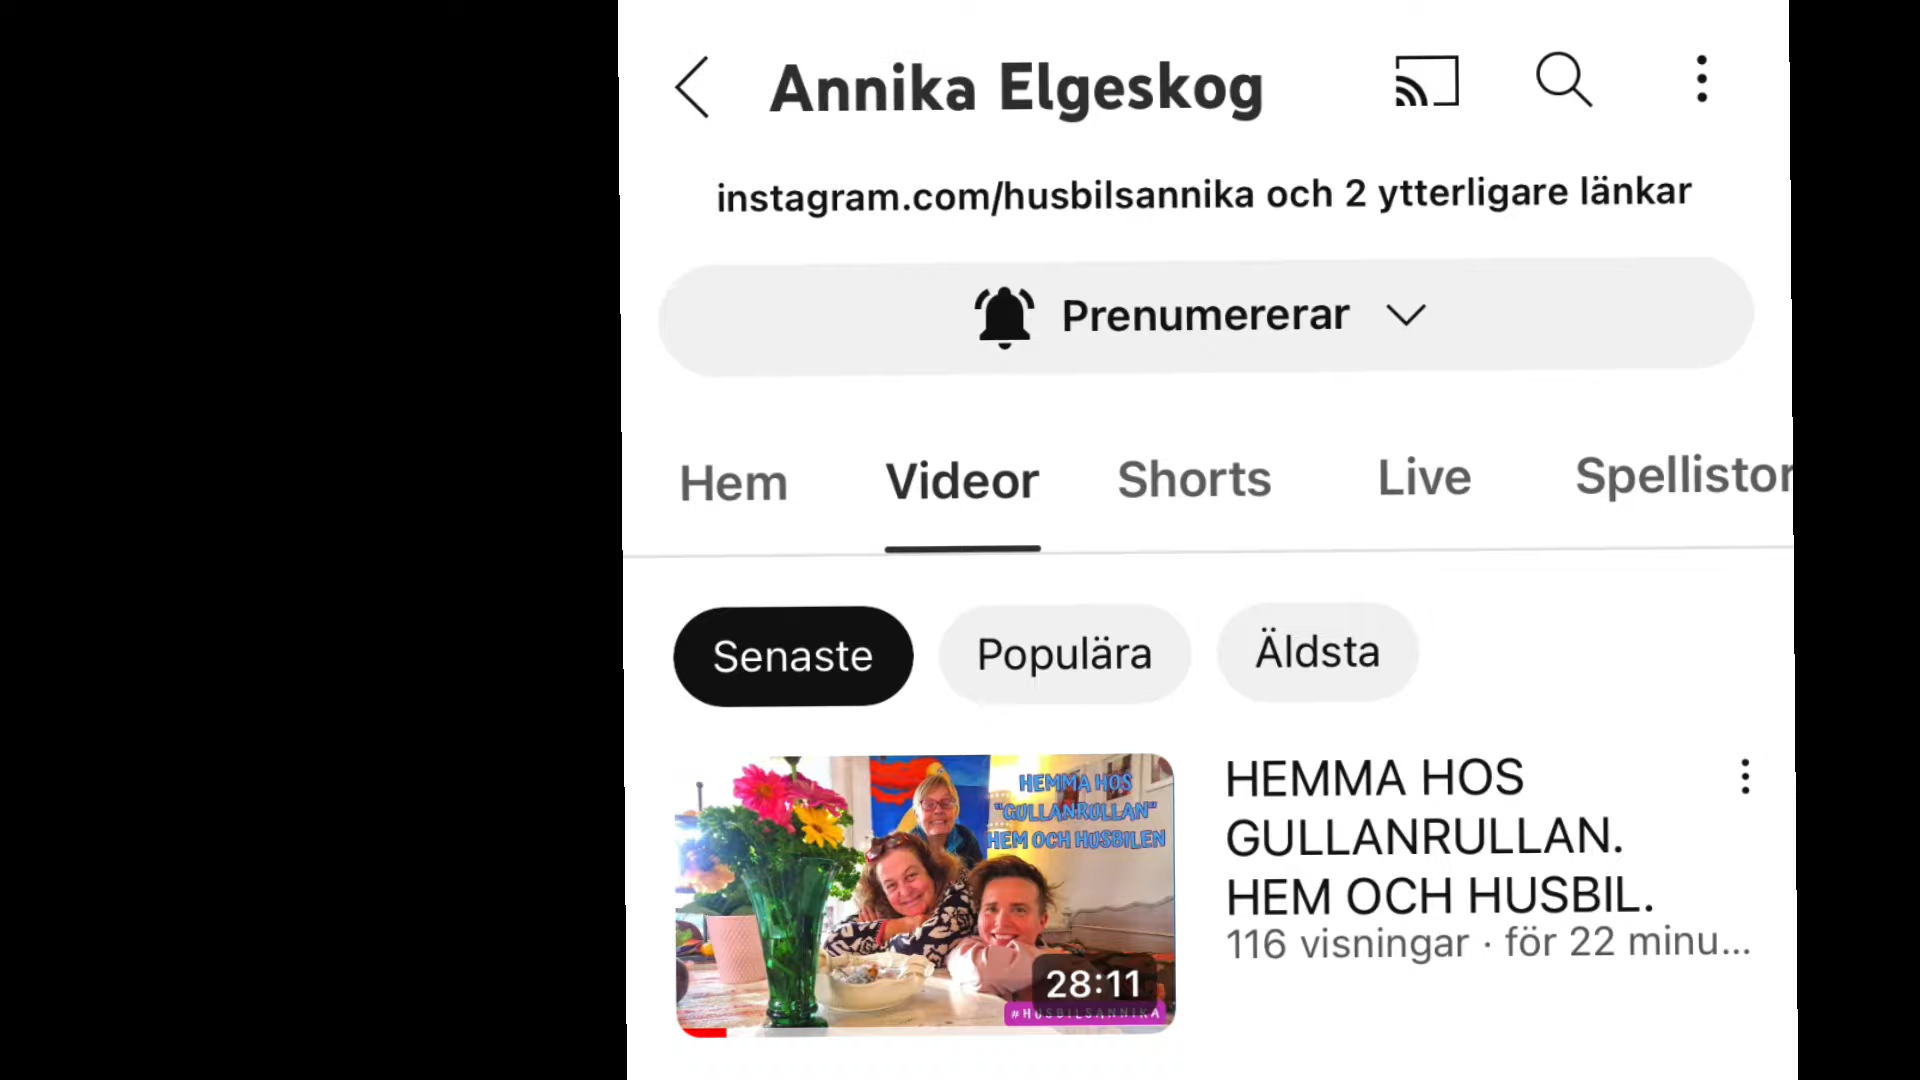 Annika Elgeskog
instagram.com/husbilsannika och 2 ytterligare länkar
Prenumererar
Hem Videor Shorts Live Spellistor
Senaste Populära Äldsta
HEMMA HOS
"GULLANRULLAN"
HEM OCH HUSBILEN
28:11
#HUSBILSANNIKA
HEMMA HOS
GULLANRULLAN.
HEM OCH HUSBIL.
116 visningar · för 22 minu...